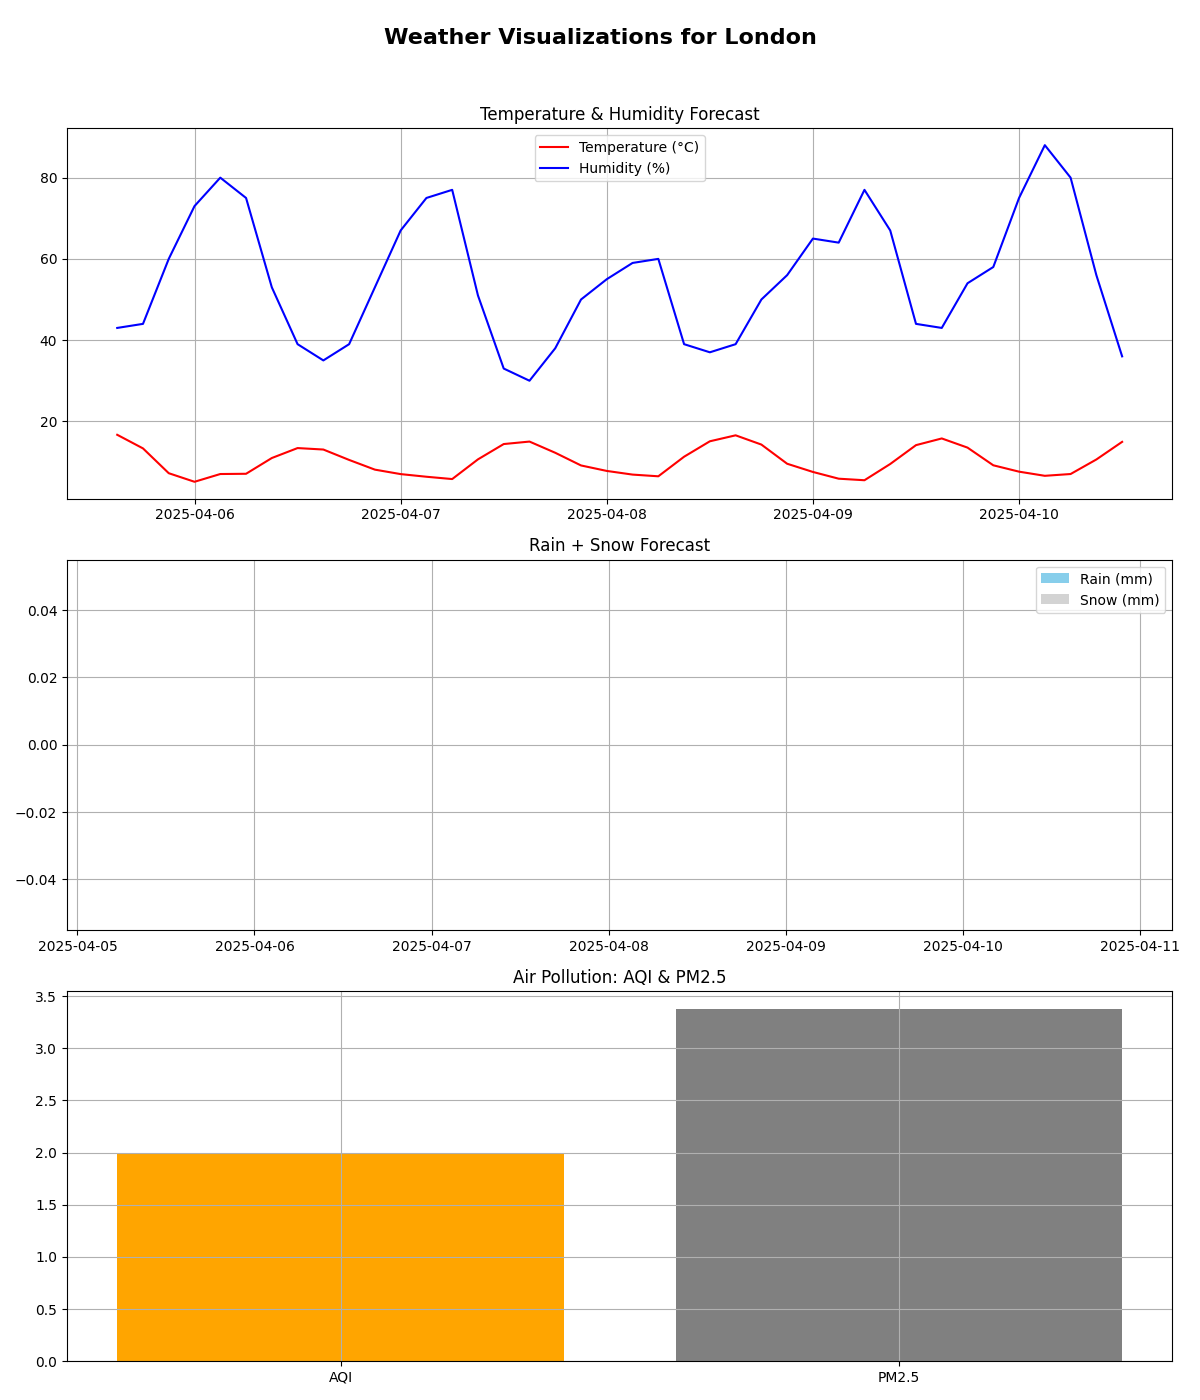 Weather Visualizations for London
Temperature & Humidity Forecast
Temperature (°C)
Humidity (%)
80
60
40
20
2025-04-06 2025-04-07 2025-04-08 2025-04-09 2025-04-10
Rain + Snow Forecast
Rain (mm)
Snow (mm)
0.04
0.02
0.00
−0.02
−0.04
2025-04-05 2025-04-06 2025-04-07 2025-04-08 2025-04-09 2025-04-10 2025-04-11
Air Pollution: AQI & PM2.5
3.5
3.0
2.5
2.0
1.5
1.0
0.5
0.0
AQI PM2.5